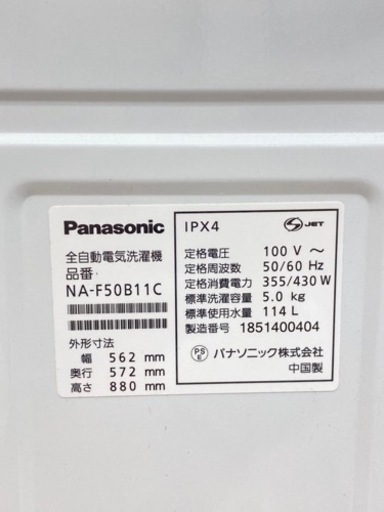 Panasonic
全自動電気洗濯機
品番
NA-F50B11C
外形寸法
幅 562 mm
奥行 572 mm
高さ 880 mm
IPX4
S JET
定格電圧 100 V ～
定格周波数 50/60 Hz
定格消費電力 355/430 W
標準洗濯容量 5.0 kg
標準使用水量 114 L
製造番号 1851400404
PS E パナソニック株式会社
中国製